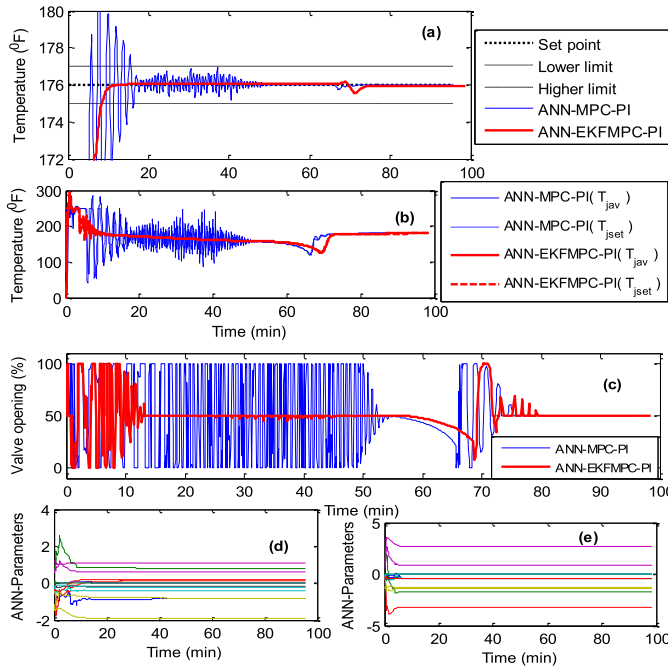 180
178
176
174
172
0 20 40 60 80 100
Temperature (⁰F)
(a)
Set point
Lower limit
Higher limit
ANN-MPC-PI
ANN-EKFMPC-PI
300
200
100
0
0 20 40 60 80 100
Temperature (⁰F)
Time (min)
(b)
ANN-MPC-PI( Tjav )
ANN-MPC-PI( Tjset )
ANN-EKFMPC-PI( Tjav )
ANN-EKFMPC-PI( Tjset )
100
50
0
0 10 20 30 40 50 60 70 80 90 100
Valve opening (%)
Time (min)
(c)
ANN-MPC-PI
ANN-EKFMPC-PI
4
2
0
-2
0 20 40 60 80 100
ANN-Parameters
Time (min)
(d)
5
0
-5
0 20 40 60 80 100
ANN-Parameters
Time (min)
(e)